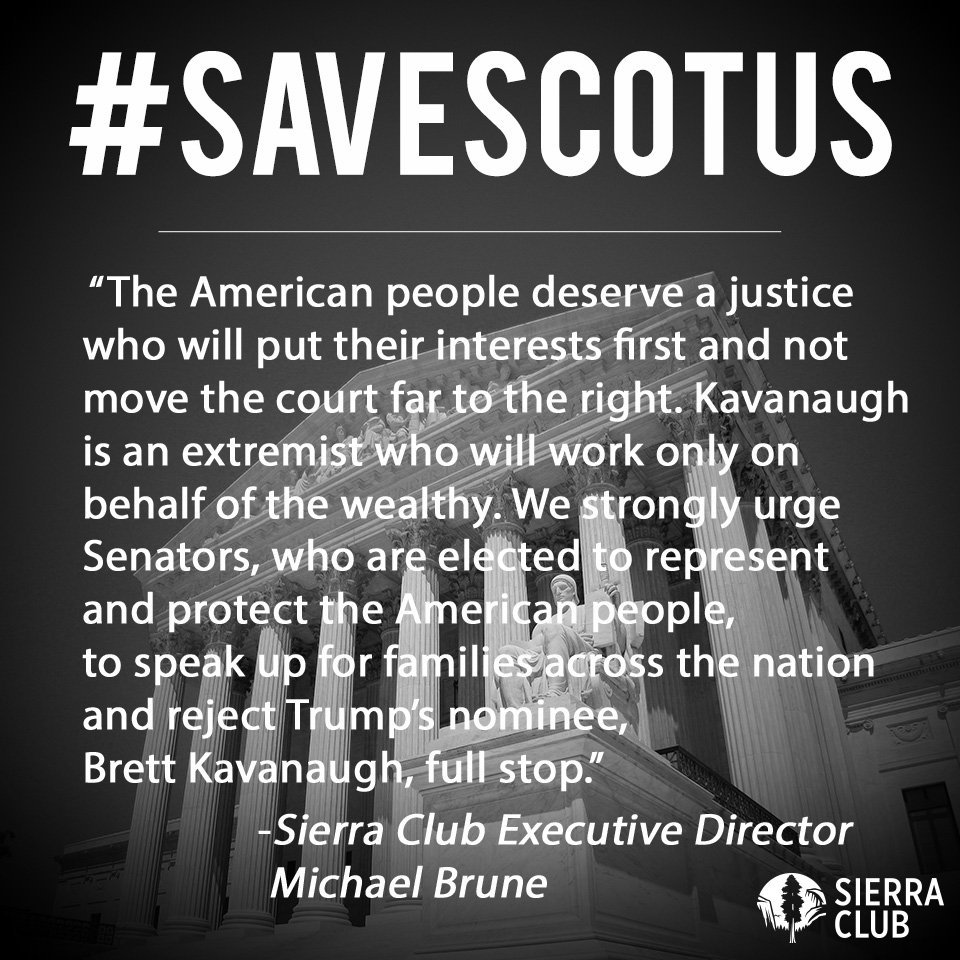 #SAVESCOTUS
“The American people deserve a justice
who will put their interests first and not
move the court far to the right. Kavanaugh
is an extremist who will work only on
behalf of the wealthy. We strongly urge
Senators, who are elected to represent
and protect the American people,
to speak up for families across the nation
and reject Trump’s nominee,
Brett Kavanaugh, full stop.”
-Sierra Club Executive Director
Michael Brune
SIERRA
CLUB